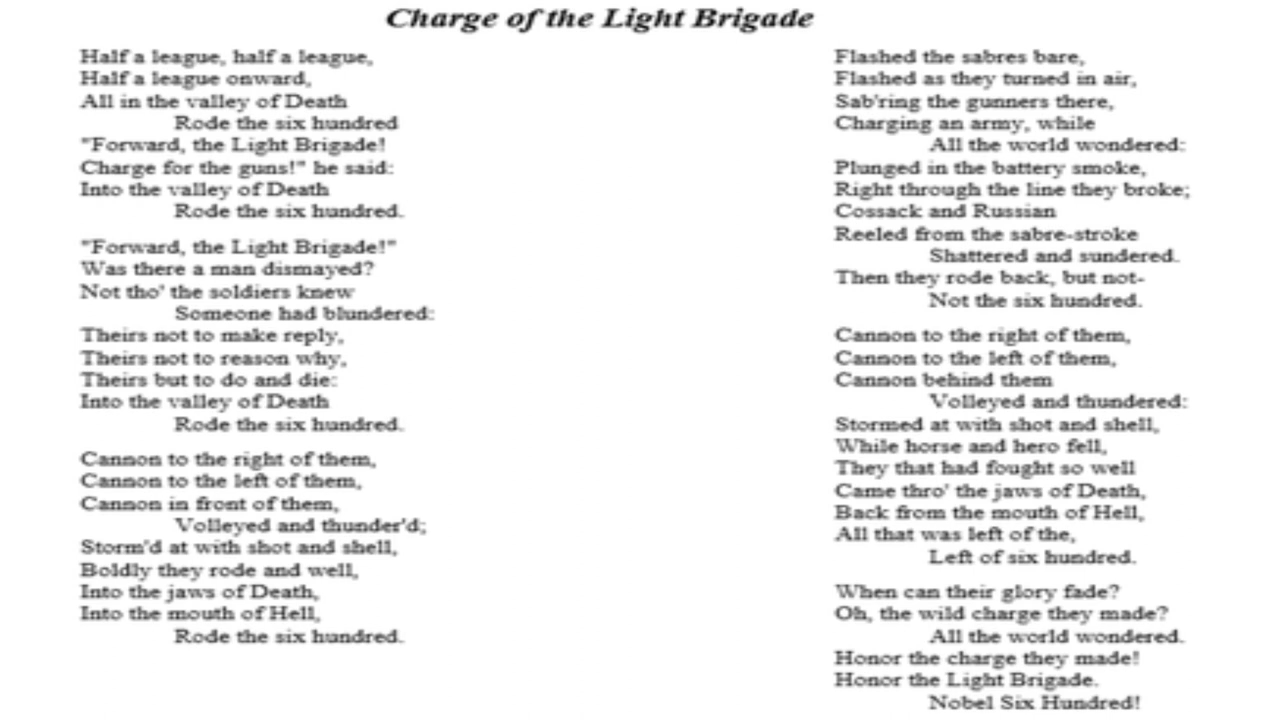 Charge of the Light Brigade
Half a league, half a league,
Half a league onward,
All in the valley of Death
Rode the six hundred
"Forward, the Light Brigade!
Charge for the guns!" he said:
Into the valley of Death
Rode the six hundred.
"Forward, the Light Brigade!"
Was there a man dismayed?
Not tho' the soldiers knew
Someone had blundered:
Theirs not to make reply,
Theirs not to reason why,
Theirs but to do and die:
Into the valley of Death
Rode the six hundred.
Cannon to the right of them,
Cannon to the left of them,
Cannon in front of them,
Volleyed and thunder'd;
Storm'd at with shot and shell,
Boldly they rode and well,
Into the jaws of Death,
Into the mouth of Hell,
Rode the six hundred.
Flashed the sabres bare,
Flashed as they turned in air,
Sab'ring the gunners there,
Charging an army, while
All the world wondered:
Plunged in the battery smoke,
Right through the line they broke;
Cossack and Russian
Reeled from the sabre-stroke
Shattered and sundered.
Then they rode back, but not-
Not the six hundred.
Cannon to the right of them,
Cannon to the left of them,
Cannon behind them
Volleyed and thundered:
Stormed at with shot and shell,
While horse and hero fell,
They that had fought so well
Came thro' the jaws of Death,
Back from the mouth of Hell,
All that was left of the,
Left of six hundred.
When can their glory fade?
Oh, the wild charge they made?
All the world wondered.
Honor the charge they made!
Honor the Light Brigade.
Nobel Six Hundred!